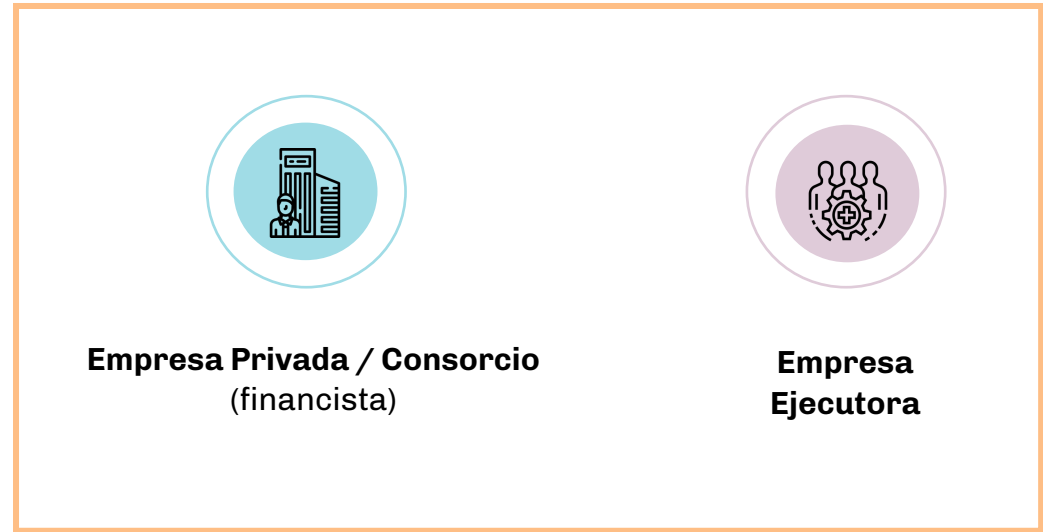 Empresa Privada / Consorcio
(financista)
Empresa
Ejecutora